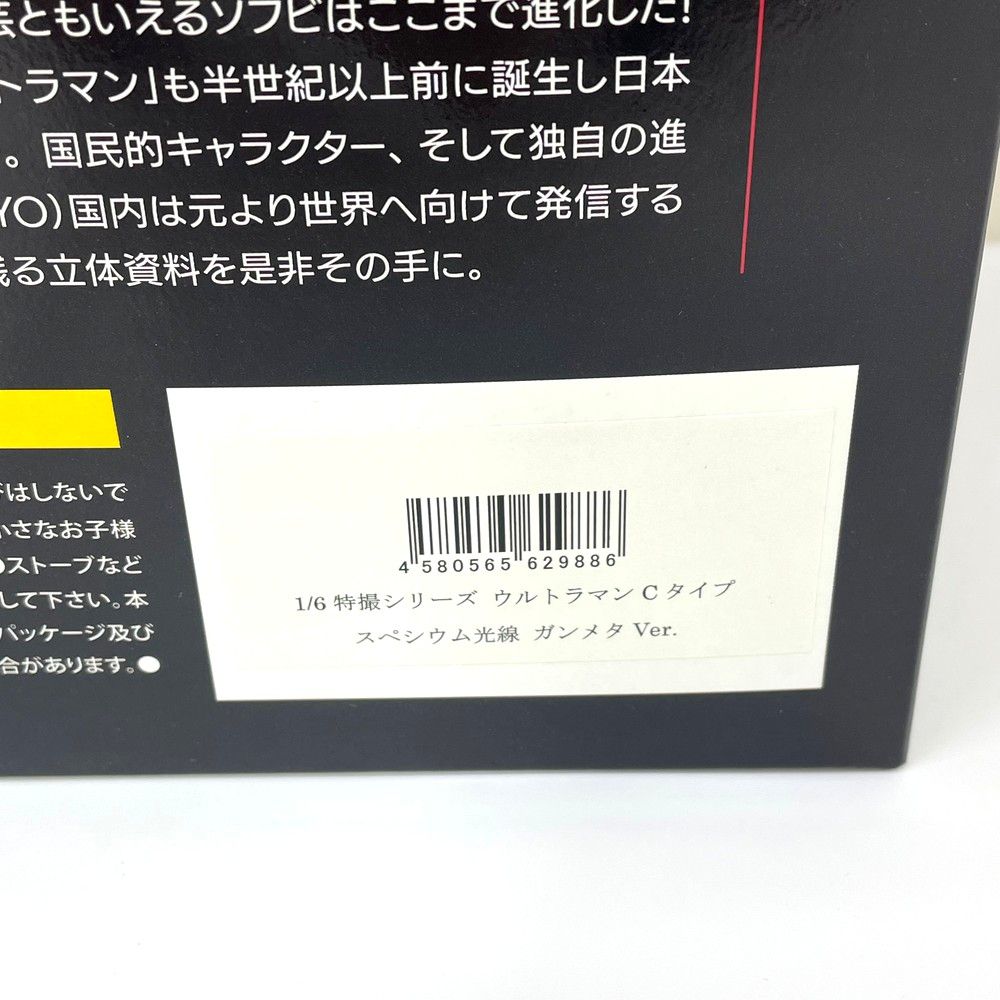 ともいえるソフビはここまで進化した!
トラマン」も半世紀以上前に誕生し日本
。国民的キャラクター、そして独自の進
YO)国内は元より世界へ向けて発信する
残る立体資料を是非その手に。
はしないで
小さなお子様
ストーブなど
して下さい。本
パッケージ及び
合があります。●
4 580565 629886
1/6 特撮シリーズ ウルトラマン C タイプ
スペシウム光線 ガンメタ Ver.